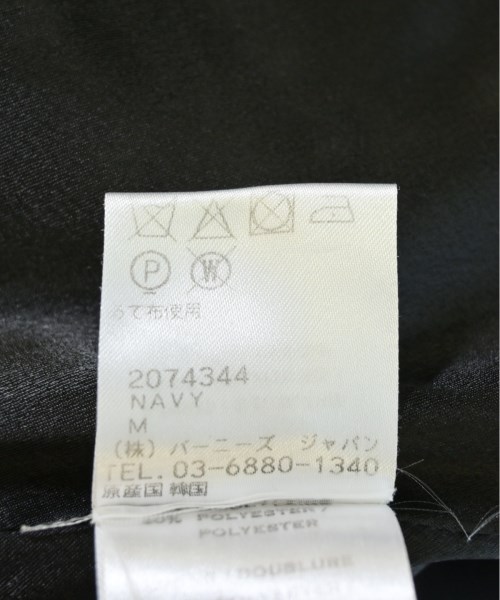 P W
あて布使用
2074344
NAVY
M
(株) バーニーズ ジャパン
TEL. 03-6880-1340
原産国 韓国
POLYESTER/
POLYESTER